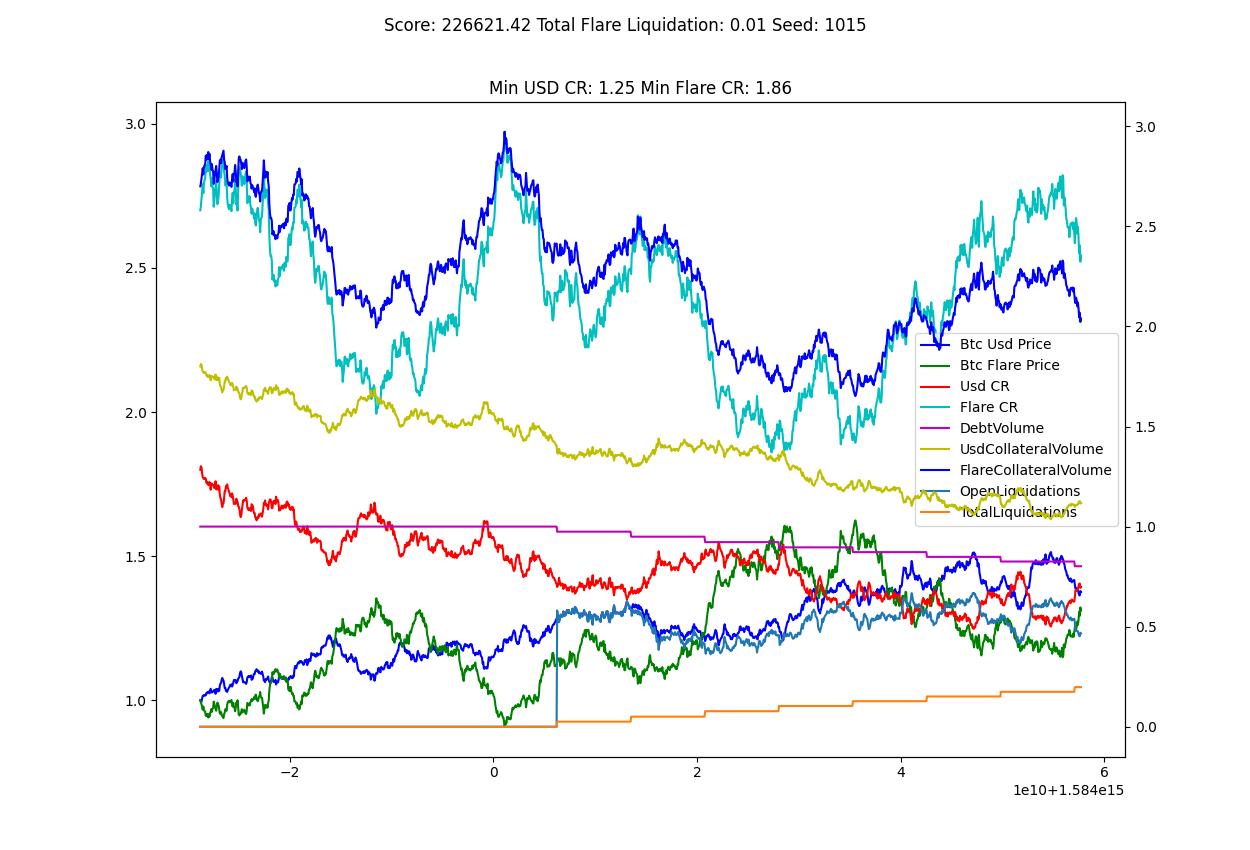 Score: 226621.42 Total Flare Liquidation: 0.01 Seed: 1015
Min USD CR: 1.25 Min Flare CR: 1.86
3.0
2.5
2.0
1.5
1.0
3.0
2.5
2.0
1.5
1.0
0.5
0.0
Btc Usd Price
Btc Flare Price
Usd CR
Flare CR
DebtVolume
UsdCollateralVolume
FlareCollateralVolume
OpenLiquidations
TotalLiquidations
−2
0
2
4
6
1e10+1.584e15